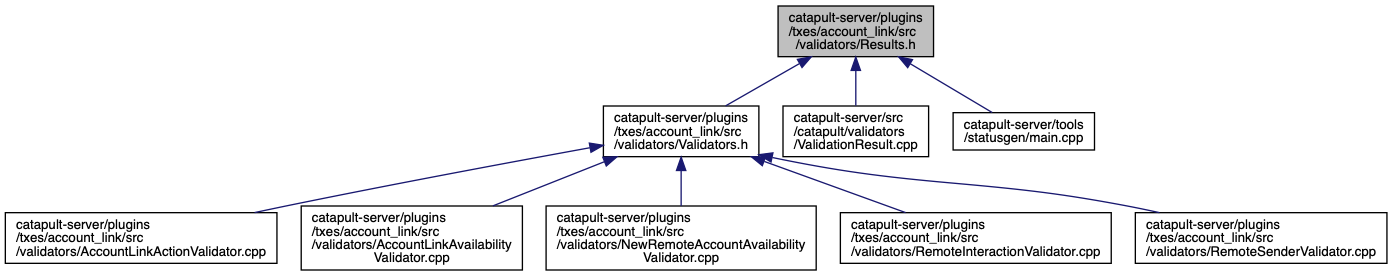 catapult-server/plugins
/txes/account_link/src
/validators/Results.h
catapult-server/plugins
/txes/account_link/src
/validators/Validators.h
catapult-server/src
/catapult/validators
/ValidationResult.cpp
catapult-server/tools
/statusgen/main.cpp
catapult-server/plugins
/txes/account_link/src
/validators/AccountLinkActionValidator.cpp
catapult-server/plugins
/txes/account_link/src
/validators/AccountLinkAvailability
Validator.cpp
catapult-server/plugins
/txes/account_link/src
/validators/NewRemoteAccountAvailability
Validator.cpp
catapult-server/plugins
/txes/account_link/src
/validators/RemoteInteractionValidator.cpp
catapult-server/plugins
/txes/account_link/src
/validators/RemoteSenderValidator.cpp